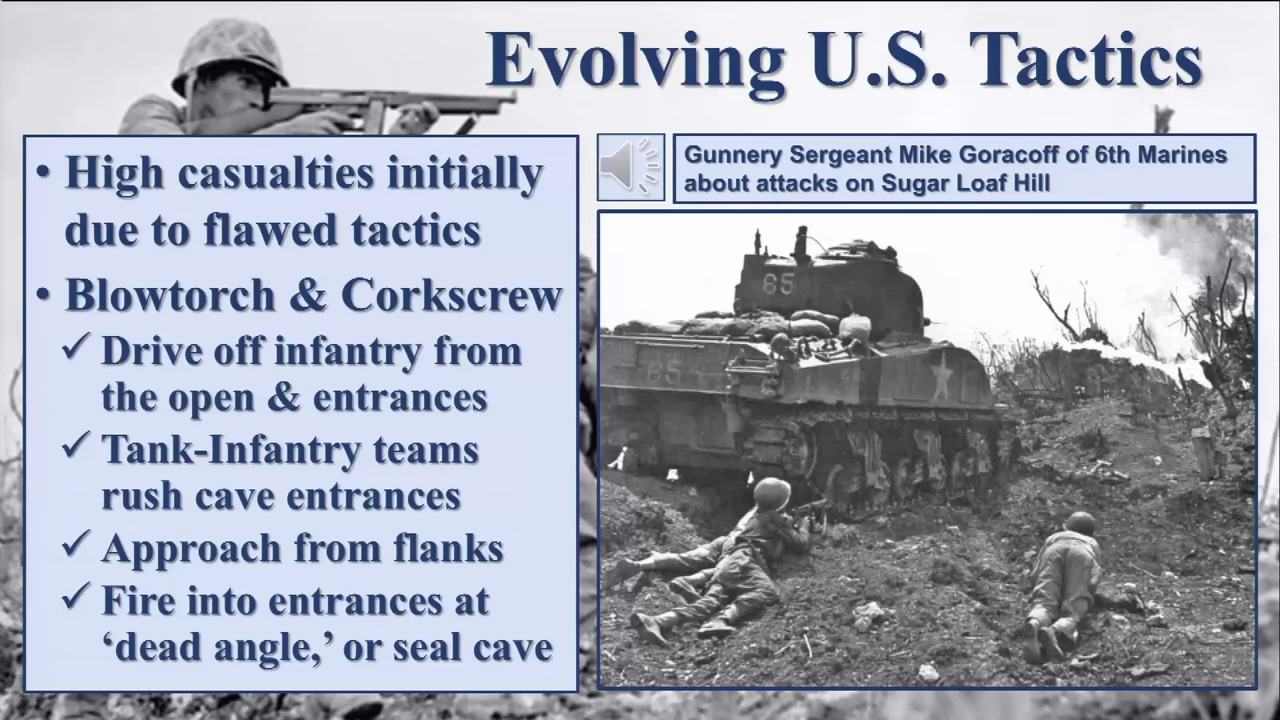 Evolving U.S. Tactics
• High casualties initially
due to flawed tactics
• Blowtorch & Corkscrew
✓ Drive off infantry from
the open & entrances
✓ Tank-Infantry teams
rush cave entrances
✓ Approach from flanks
✓ Fire into entrances at
‘dead angle,’ or seal cave
Gunnery Sergeant Mike Goracoff of 6th Marines
about attacks on Sugar Loaf Hill
65
65